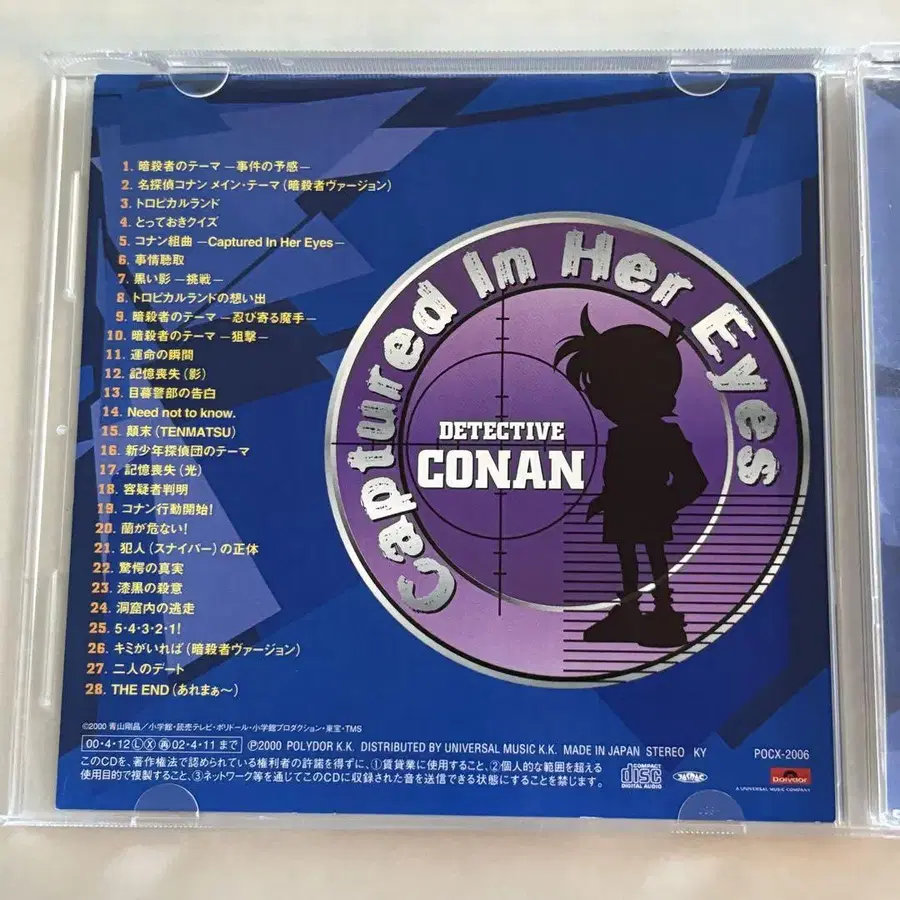 1. 暗殺者のテーマ ―事件の予感―
2. 名探偵コナン メイン・テーマ（暗殺者ヴァージョン）
3. トロピカルランド
4. とっておきクイズ
5. コナン組曲 ―Captured In Her Eyes―
6. 事情聴取
7. 黒い影 ―挑戦―
8. トロピカルランドの想い出
9. 暗殺者のテーマ ―忍び寄る魔手―
10. 暗殺者のテーマ ―狙撃―
11. 運命の瞬間
12. 記憶喪失（影）
13. 目暮警部の告白
14. Need not to know.
15. 顛末（TENMATSU）
16. 新少年探偵団のテーマ
17. 記憶喪失（光）
18. 容疑者判明
19. コナン行動開始！
20. 蘭が危ない！
21. 犯人（スナイパー）の正体
22. 驚愕の真実
23. 漆黒の殺意
24. 洞窟内の逃走
25. 5・4・3・2・1！
26. キミがいれば（暗殺者ヴァージョン）
27. 二人のデート
28. THE END（あれまぁ～）
Captured In Her Eyes
DETECTIVE
CONAN
©2000 青山剛昌／小学館・読売テレビ・ポリドール・小学館プロダクション・東宝・TMS
00・4・12 Ⓛ Ⓧ 再 02・4・11 まで ℗2000 POLYDOR K.K. DISTRIBUTED BY UNIVERSAL MUSIC K.K. MADE IN JAPAN STEREO KY POCX-2006
このCDを、著作権法で認められている権利者の許諾を得ずに、①賃貸業に使用すること、②個人的な範囲を超える
使用目的で複製すること、③ネットワーク等を通じてこのCDに収録された音を送信できる状態にすることを禁じます。
COMPACT
disc
DIGITAL AUDIO
JASRAC
Polydor
A UNIVERSAL MUSIC COMPANY